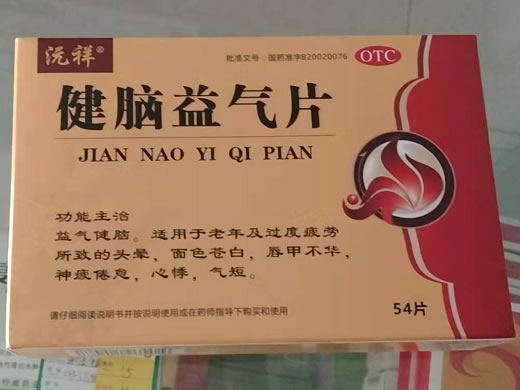 沅祥®
批准文号：国药准字B20020076
OTC
健脑益气片
JIAN NAO YI QI PIAN
功能主治
益气健脑。适用于老年及过度疲劳
所致的头晕，面色苍白，唇甲不华，
神疲倦怠，心悸，气短。
请仔细阅读说明书并按说明使用或在药师指导下购买和使用
54片